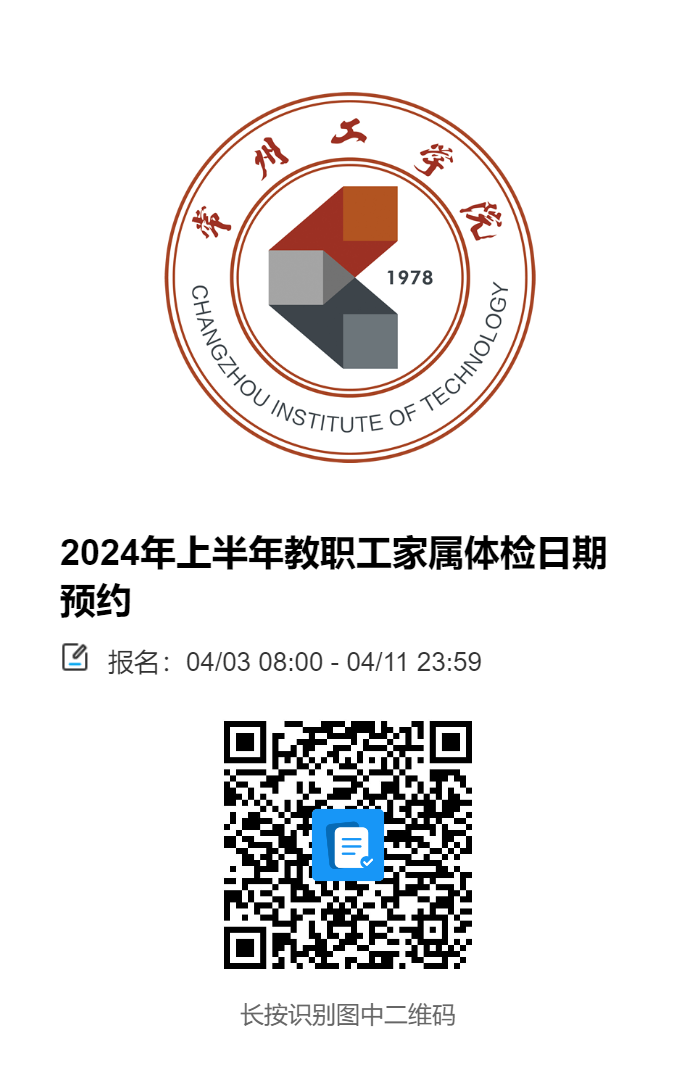 常州工学院
1978
CHANGZHOU INSTITUTE OF TECHNOLOGY
2024年上半年教职工家属体检日期
预约
报名：04/03 08:00 - 04/11 23:59
长按识别图中二维码